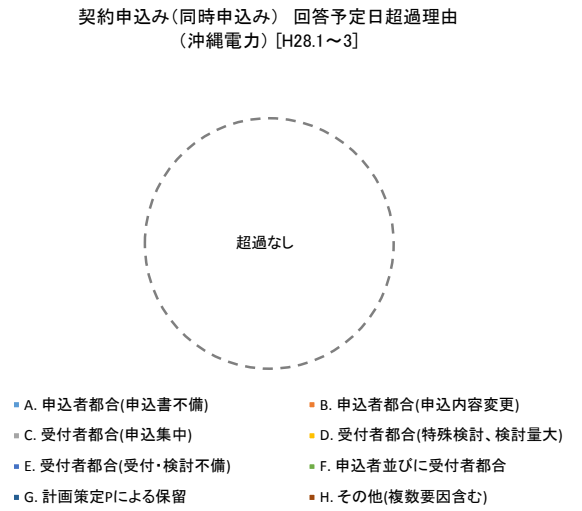 契約申込み（同時申込み） 回答予定日超過理由
（沖縄電力） [H28.1～3]
超過なし
A. 申込者都合(申込書不備)
B. 申込者都合(申込内容変更)
C. 受付者都合(申込集中)
D. 受付者都合(特殊検討、検討量大)
E. 受付者都合(受付・検討不備)
F. 申込者並びに受付者都合
G. 計画策定Pによる保留
H. その他(複数要因含む)